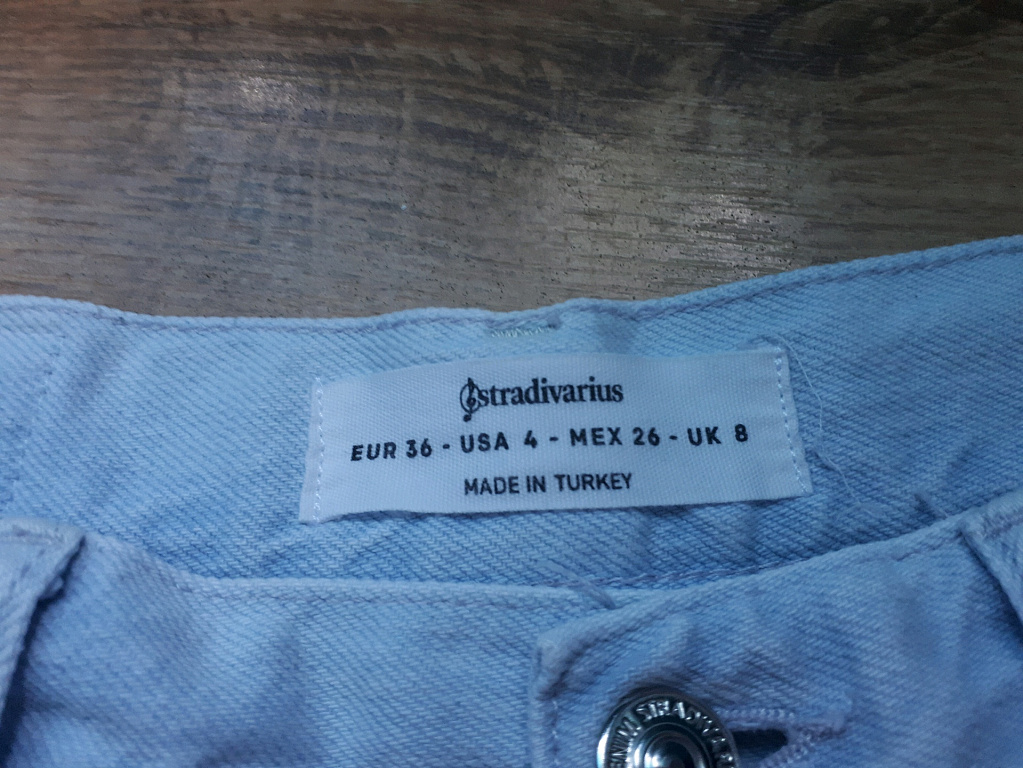 stradivarius
EUR 36 - USA 4 - MEX 26 - UK 8
MADE IN TURKEY